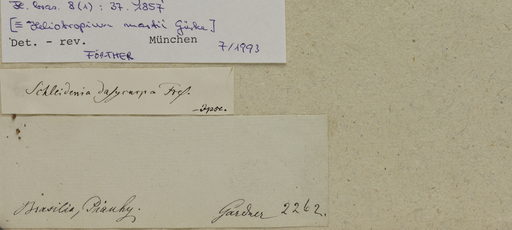 Fl. bras. 8(1): 37. 1857
[≡ Heliotropium martii Gürke]
Det. - rev. München 7/1993
FÖRTHER
Schleidenia dasycarpa Fres.
-ipse.
Brasilia, Piauhy. Gardner 2262.